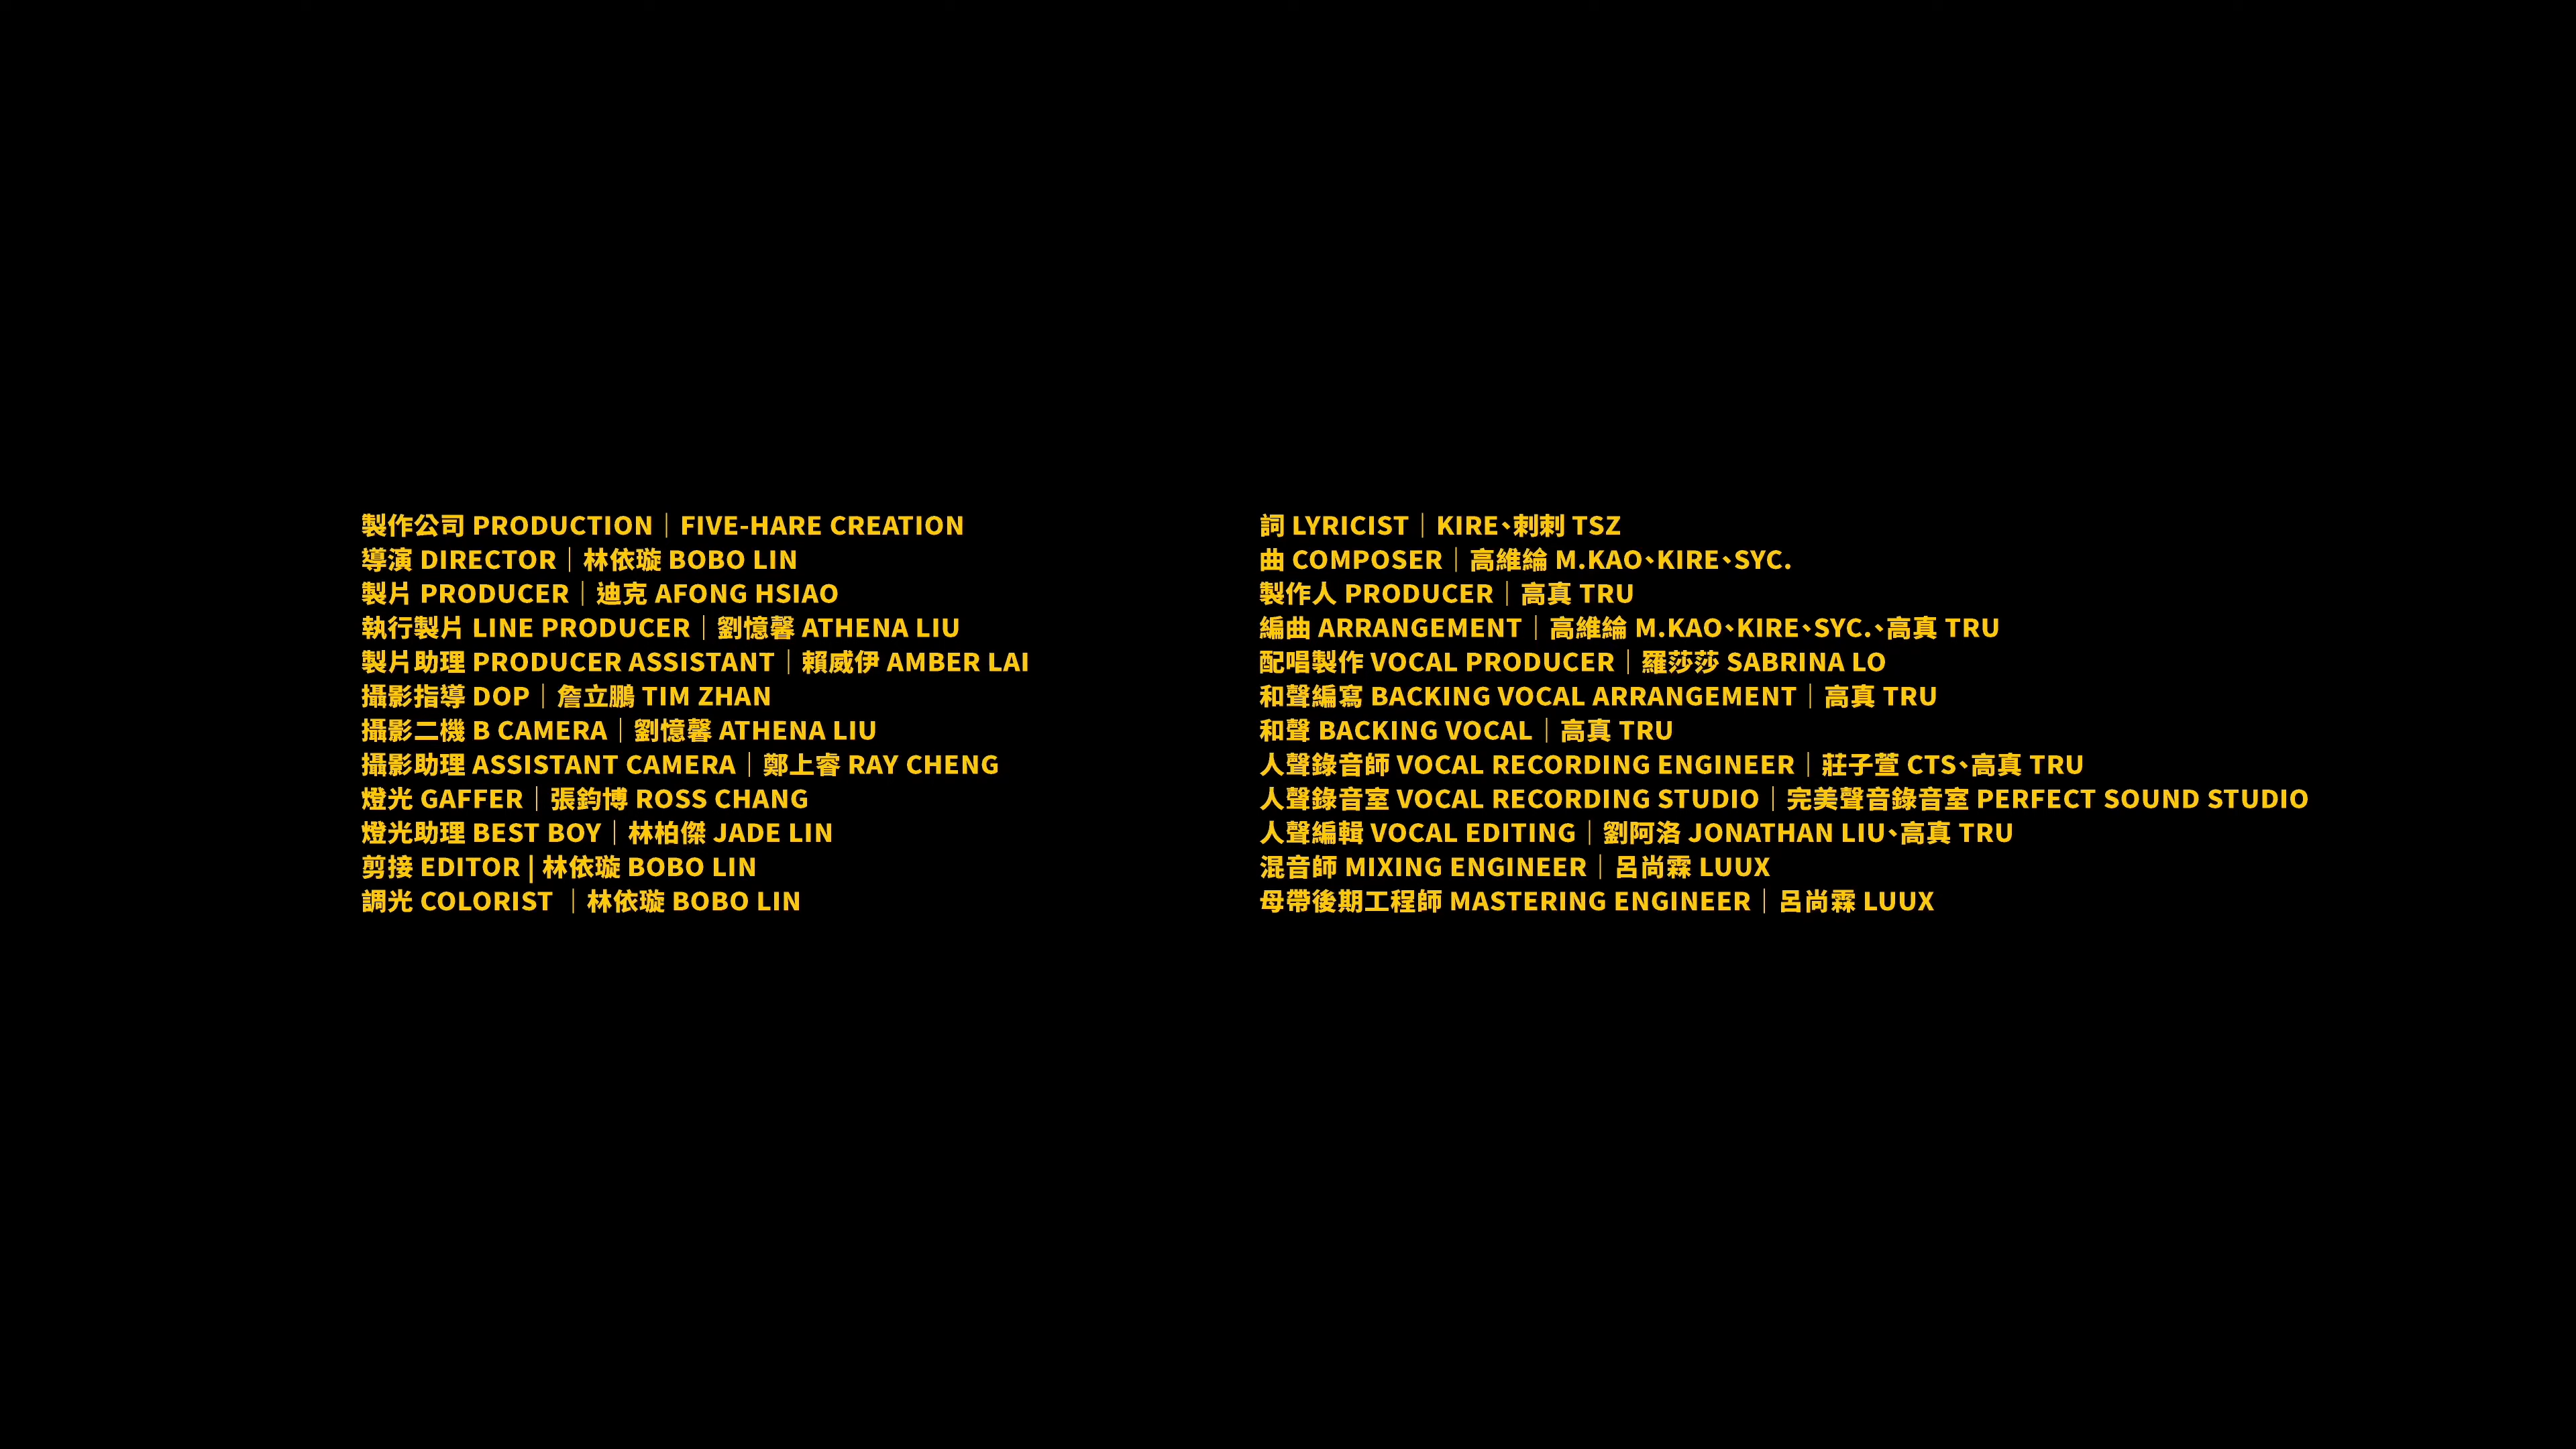 製作公司 PRODUCTION｜FIVE-HARE CREATION
導演 DIRECTOR｜林依璇 BOBO LIN
製片 PRODUCER｜迪克 AFONG HSIAO
執行製片 LINE PRODUCER｜劉憶馨 ATHENA LIU
製片助理 PRODUCER ASSISTANT｜賴威伊 AMBER LAI
攝影指導 DOP｜詹立鵬 TIM ZHAN
攝影二機 B CAMERA｜劉憶馨 ATHENA LIU
攝影助理 ASSISTANT CAMERA｜鄭上睿 RAY CHENG
燈光 GAFFER｜張鈞博 ROSS CHANG
燈光助理 BEST BOY｜林柏傑 JADE LIN
剪接 EDITOR | 林依璇 BOBO LIN
調光 COLORIST ｜林依璇 BOBO LIN
詞 LYRICIST｜KIRE、刺刺 TSZ
曲 COMPOSER｜高維綸 M.KAO、KIRE、SYC.
製作人 PRODUCER｜高真 TRU
編曲 ARRANGEMENT｜高維綸 M.KAO、KIRE、SYC.、高真 TRU
配唱製作 VOCAL PRODUCER｜羅莎莎 SABRINA LO
和聲編寫 BACKING VOCAL ARRANGEMENT｜高真 TRU
和聲 BACKING VOCAL｜高真 TRU
人聲錄音師 VOCAL RECORDING ENGINEER｜莊子萱 CTS、高真 TRU
人聲錄音室 VOCAL RECORDING STUDIO｜完美聲音錄音室 PERFECT SOUND STUDIO
人聲編輯 VOCAL EDITING｜劉阿洛 JONATHAN LIU、高真 TRU
混音師 MIXING ENGINEER｜呂尚霖 LUUX
母帶後期工程師 MASTERING ENGINEER｜呂尚霖 LUUX